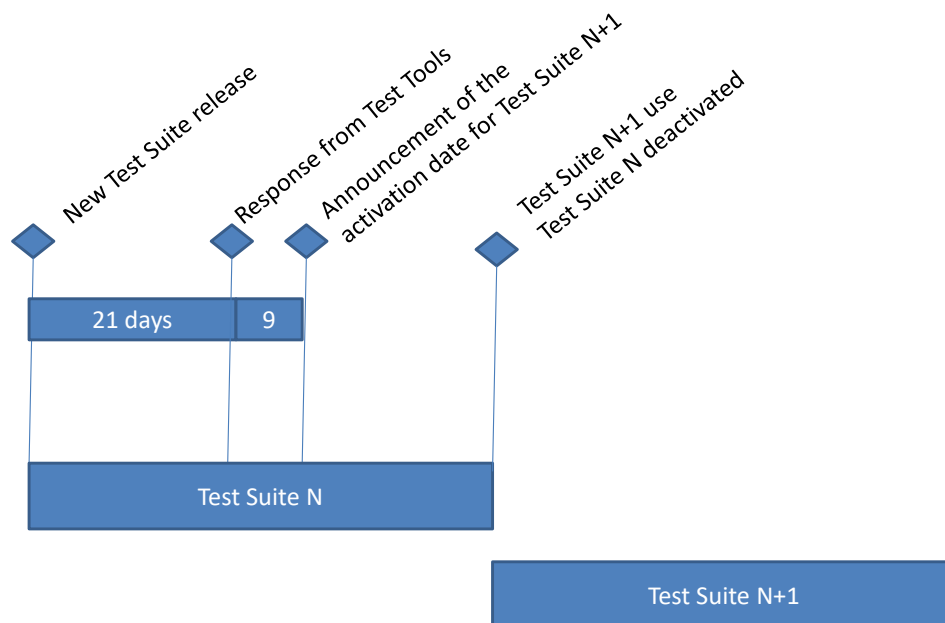 New Test Suite release
Response from Test Tools
Announcement of the
activation date for Test Suite N+1
Test Suite N+1 use
Test Suite N deactivated
21 days
9
Test Suite N
Test Suite N+1